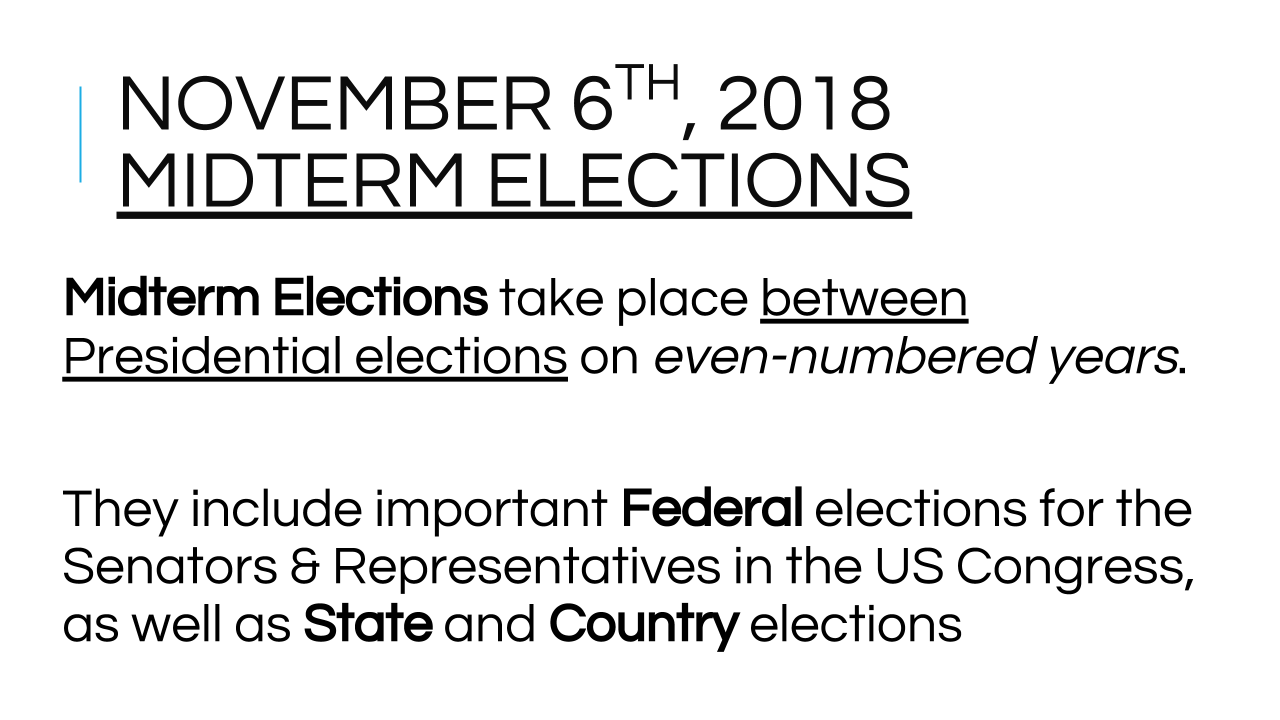 NOVEMBER 6TH, 2018
MIDTERM ELECTIONS
Midterm Elections take place between
Presidential elections on even-numbered years.
They include important Federal elections for the
Senators & Representatives in the US Congress,
as well as State and Country elections